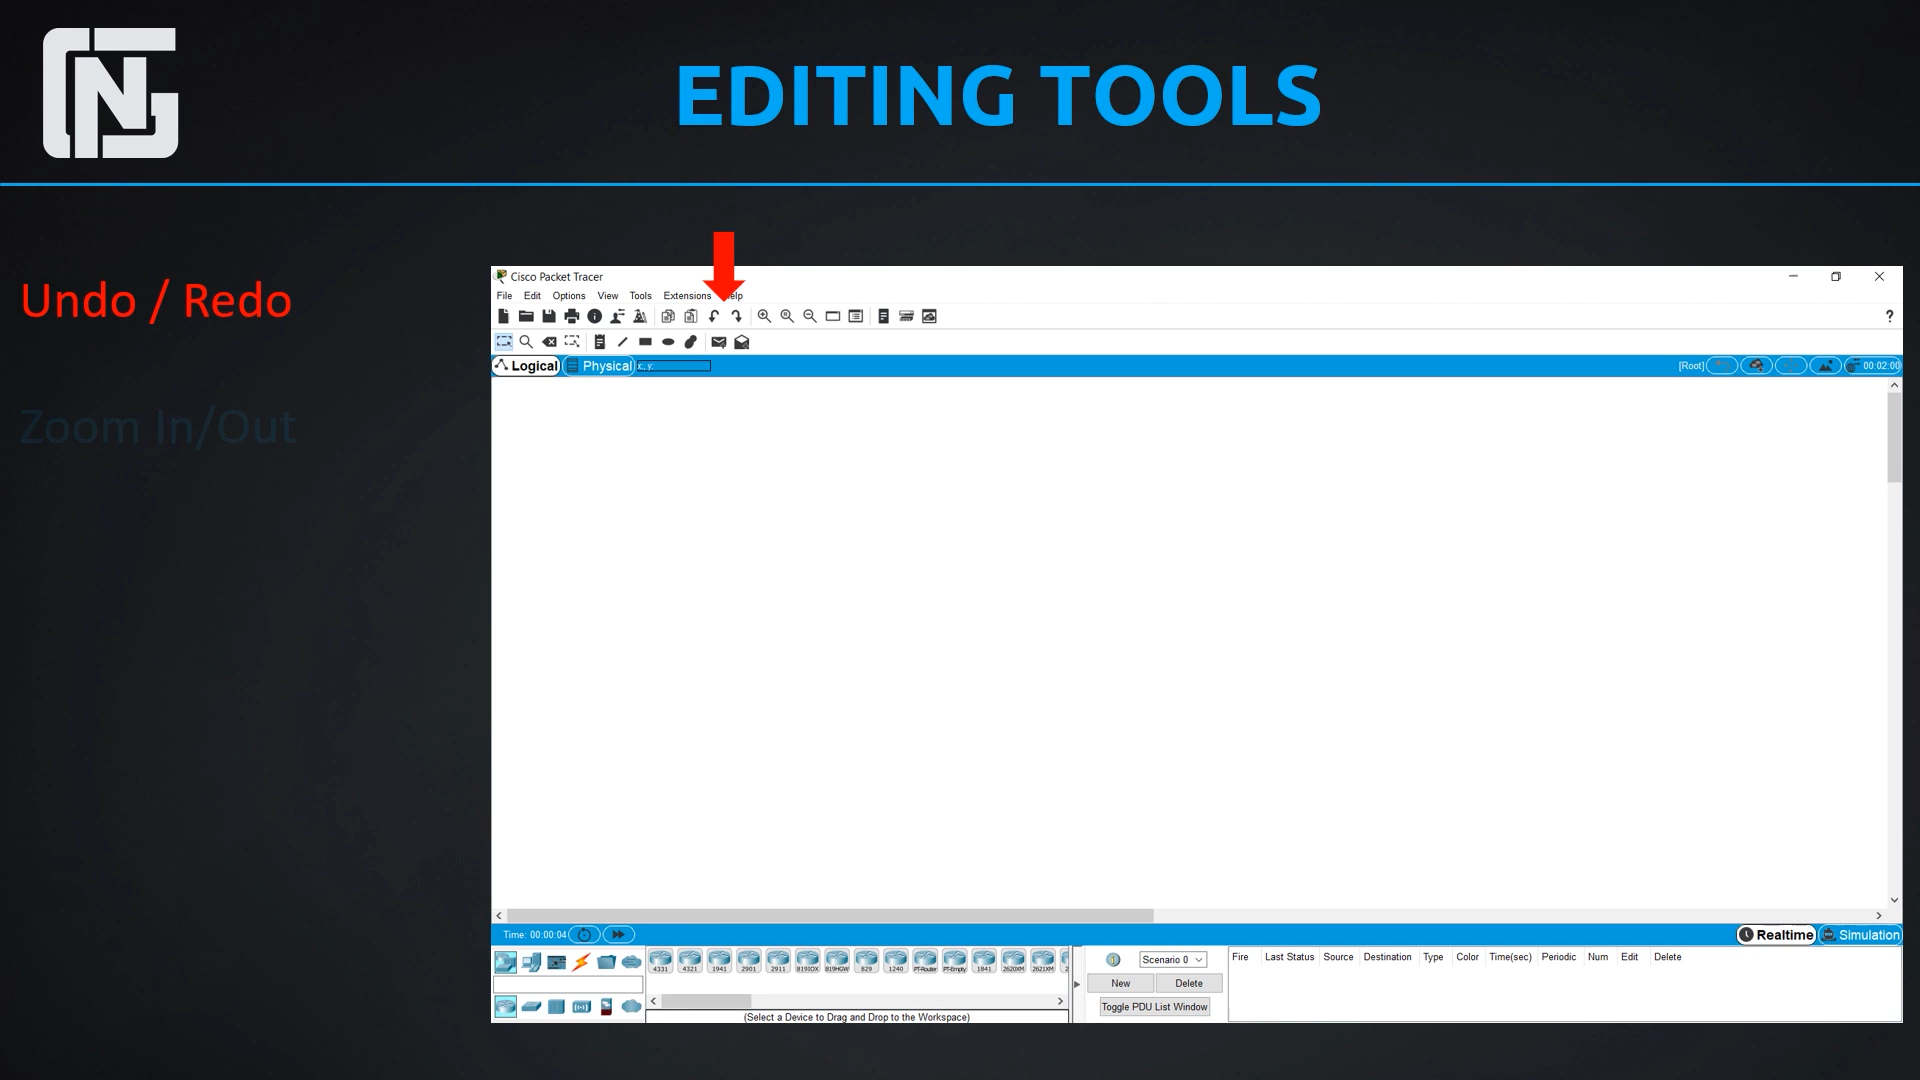 EDITING TOOLS
Undo / Redo
Zoom In/Out
Cisco Packet Tracer
File Edit Options View Tools Extensions elp
Logical Physical x:, y: [Root] 00:02:00
Time: 00:00:04 Realtime Simulation
4331 4321 1941 2901 2911 819IOX 819HGW 829 1240 PT-Router PT-Empty 1841 2620XM 2621XM 2
Scenario 0 Fire Last Status Source Destination Type Color Time(sec) Periodic Num Edit Delete
New Delete
Toggle PDU List Window
(Select a Device to Drag and Drop to the Workspace)